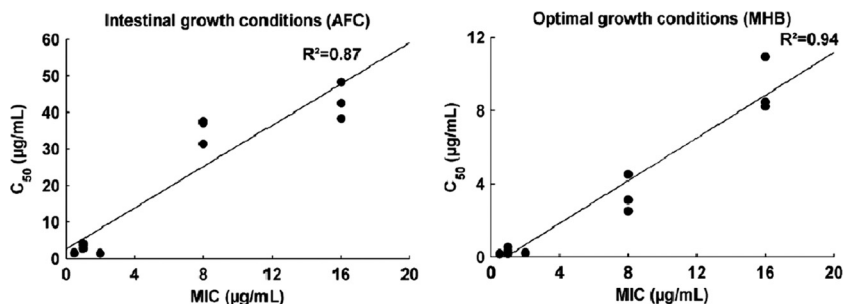 Intestinal growth conditions (AFC)
R²=0.87
60
50
40
30
20
10
0
C₅₀ (µg/mL)
0 4 8 12 16 20
MIC (µg/mL)
Optimal growth conditions (MHB)
R²=0.94
12
8
4
0
C₅₀ (µg/mL)
0 4 8 12 16 20
MIC (µg/mL)